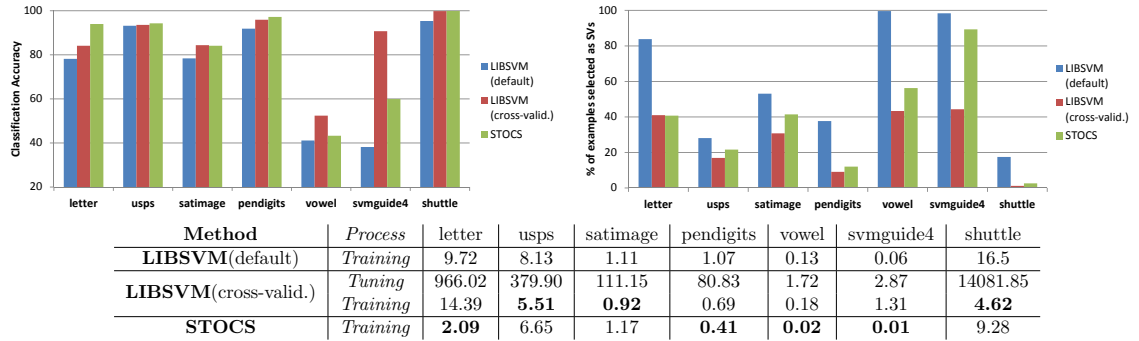 100
80
60
40
20
Classification Accuracy
letter usps satimage pendigits vowel svmguide4 shuttle
LIBSVM
(default)
LIBSVM
(cross-valid.)
STOCS
100
80
60
40
20
0
% of examples selected as SVs
letter usps satimage pendigits vowel svmguide4 shuttle
LIBSVM
(default)
LIBSVM
(cross-valid.)
STOCS
Method Process letter usps satimage pendigits vowel svmguide4 shuttle
LIBSVM(default) Training 9.72 8.13 1.11 1.07 0.13 0.06 16.5
LIBSVM(cross-valid.) Tuning 966.02 379.90 111.15 80.83 1.72 2.87 14081.85
Training 14.39 5.51 0.92 0.69 0.18 1.31 4.62
STOCS Training 2.09 6.65 1.17 0.41 0.02 0.01 9.28